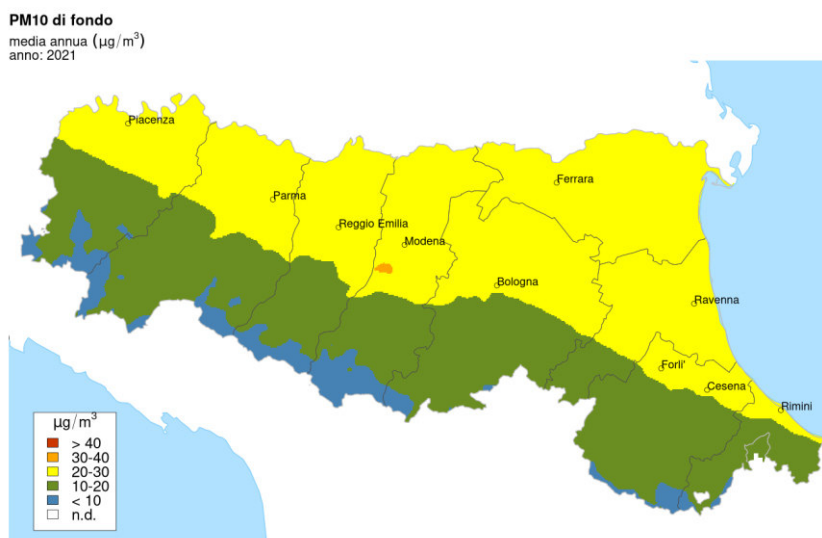 PM10 di fondo
media annua (µg/m³)
anno: 2021
Piacenza
Parma
Ferrara
Reggio Emilia
Modena
Bologna
Ravenna
Forli'
Cesena
Rimini
µg/m³
> 40
30-40
20-30
10-20
< 10
n.d.